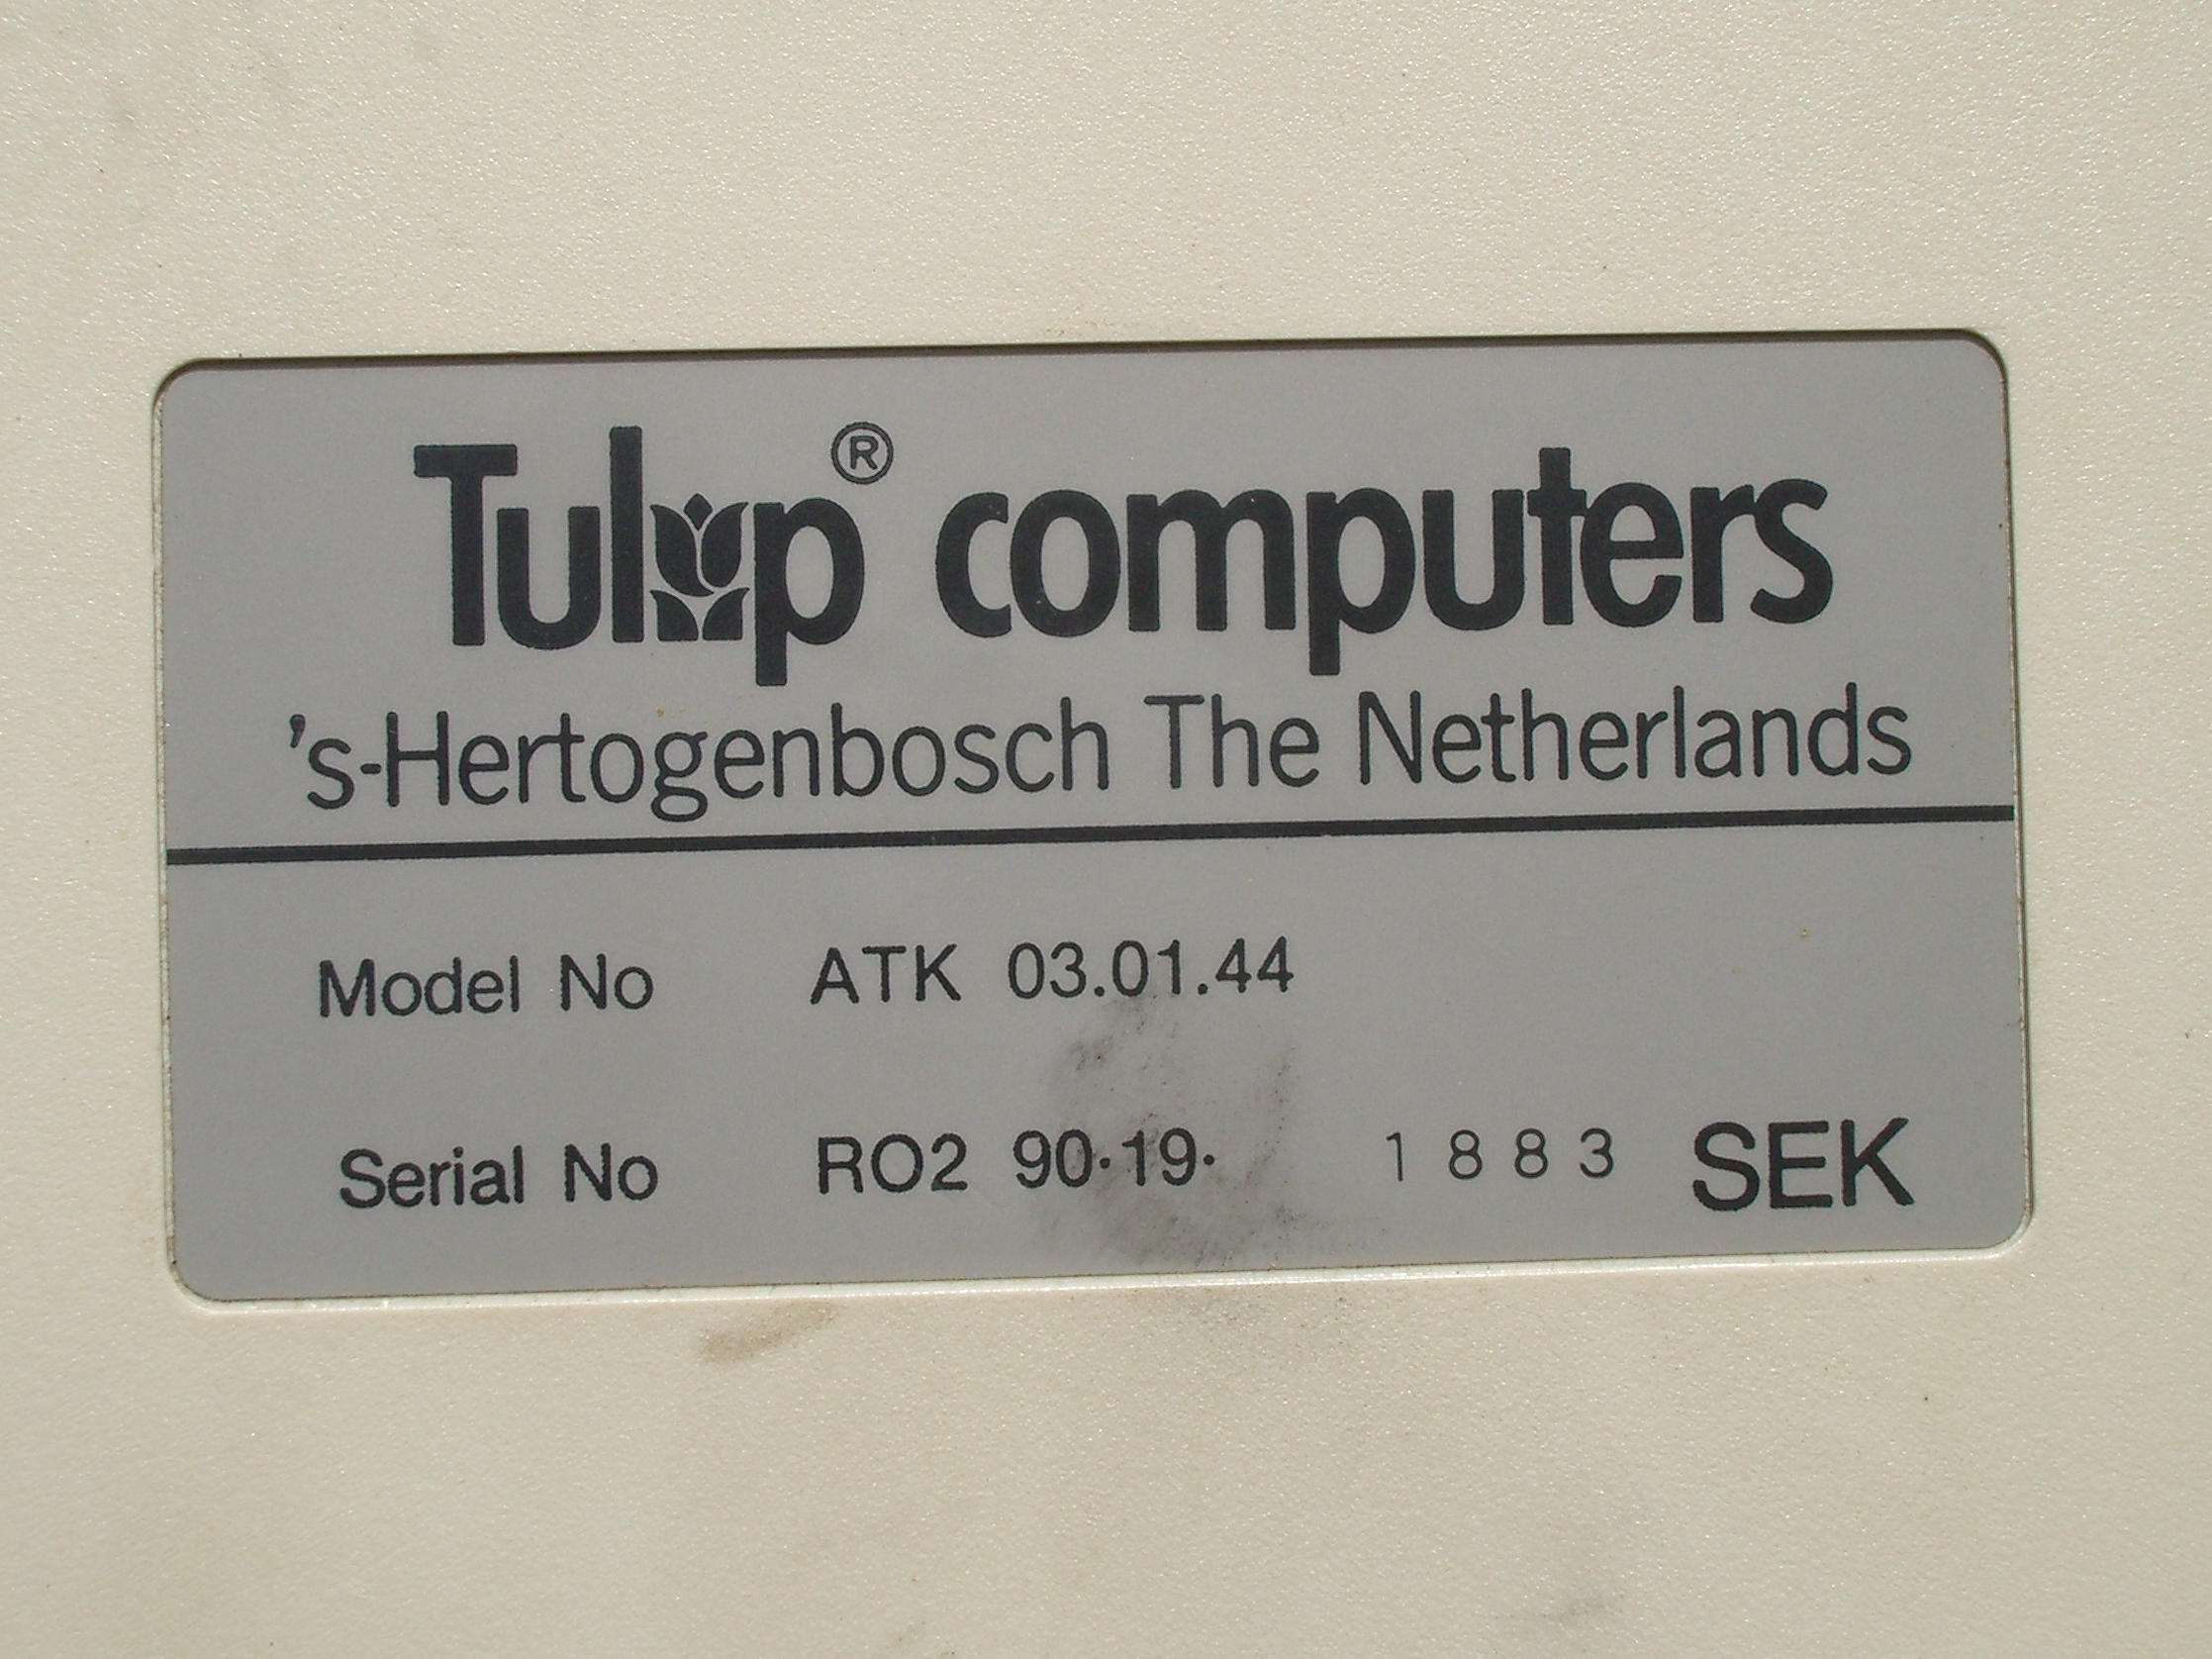 Tulip® computers
's-Hertogenbosch The Netherlands
Model No ATK 03.01.44
Serial No RO2 90·19· 1883 SEK